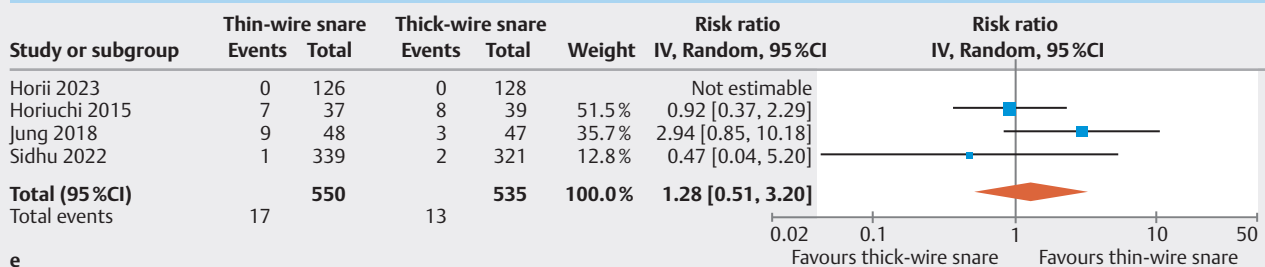 Thin-wire snare Thick-wire snare Risk ratio Risk ratio
Study or subgroup Events Total Events Total Weight IV, Random, 95%CI IV, Random, 95%CI
Horii 2023 0 126 0 128 Not estimable
Horiuchi 2015 7 37 8 39 51.5% 0.92 [0.37, 2.29]
Jung 2018 9 48 3 47 35.7% 2.94 [0.85, 10.18]
Sidhu 2022 1 339 2 321 12.8% 0.47 [0.04, 5.20]
Total (95%CI) 550 535 100.0% 1.28 [0.51, 3.20]
Total events 17 13
0.02 0.1 1 10 50
e Favours thick-wire snare Favours thin-wire snare